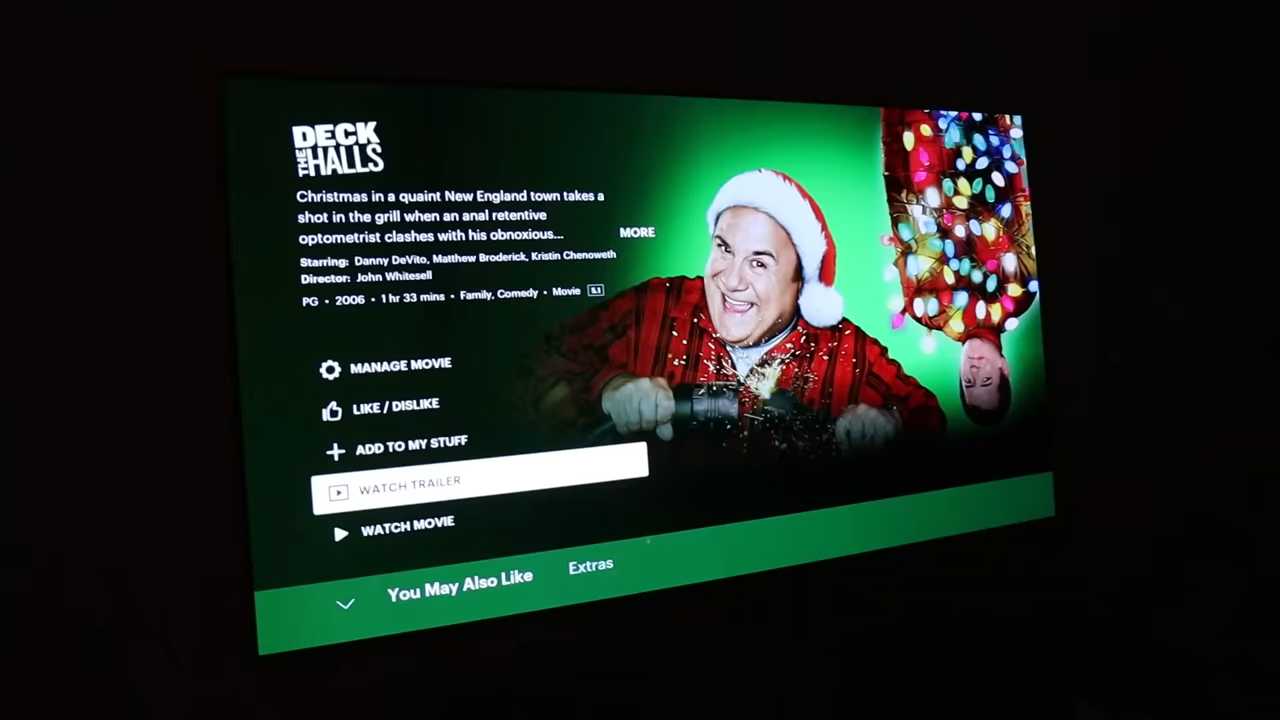 DECK
THE HALLS
Christmas in a quaint New England town takes a
shot in the grill when an anal retentive
optometrist clashes with his obnoxious...
MORE
Starring: Danny DeVito, Matthew Broderick, Kristin Chenoweth
Director: John Whitesell
PG • 2006 • 1 hr 33 mins • Family, Comedy • Movie 5.1
MANAGE MOVIE
LIKE / DISLIKE
ADD TO MY STUFF
WATCH TRAILER
WATCH MOVIE
You May Also Like Extras